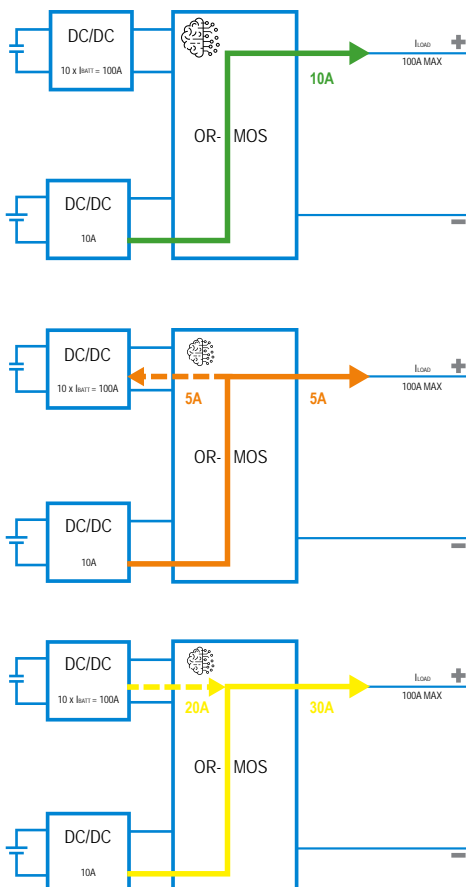 DC/DC
10 x IBATT = 100A
ILOAD
100A MAX
10A
OR- MOS
DC/DC
10A
DC/DC
10 x IBATT = 100A
5A
5A
ILOAD
100A MAX
OR- MOS
DC/DC
10A
DC/DC
10 x IBATT = 100A
20A
30A
ILOAD
100A MAX
OR- MOS
DC/DC
10A